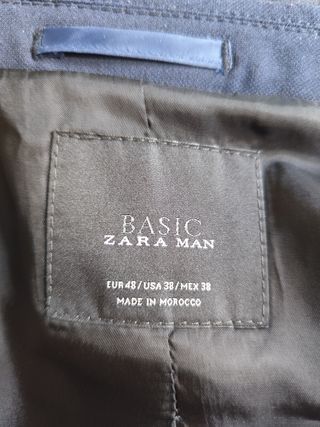 BASIC
ZARA MAN
EUR 48 / USA 38 / MEX 38
MADE IN MOROCCO